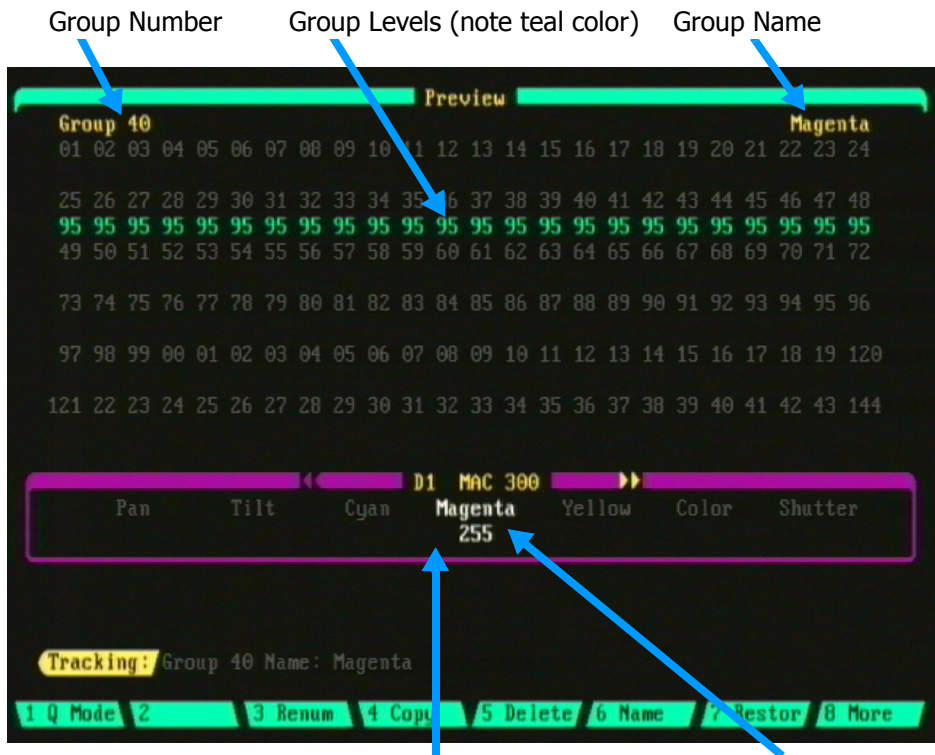 Group Number Group Levels (note teal color) Group Name
Preview
Group 40 Magenta
01 02 03 04 05 06 07 08 09 10 11 12 13 14 15 16 17 18 19 20 21 22 23 24
25 26 27 28 29 30 31 32 33 34 35 36 37 38 39 40 41 42 43 44 45 46 47 48
95 95 95 95 95 95 95 95 95 95 95 95 95 95 95 95 95 95 95 95 95 95 95 95
49 50 51 52 53 54 55 56 57 58 59 60 61 62 63 64 65 66 67 68 69 70 71 72
73 74 75 76 77 78 79 80 81 82 83 84 85 86 87 88 89 90 91 92 93 94 95 96
97 98 99 00 01 02 03 04 05 06 07 08 09 10 11 12 13 14 15 16 17 18 19 120
121 22 23 24 25 26 27 28 29 30 31 32 33 34 35 36 37 38 39 40 41 42 43 144
D1 MAC 300
Pan Tilt Cyan Magenta Yellow Color Shutter
255
Tracking: Group 40 Name: Magenta
1 Q Mode 2 3 Renum 4 Copy 5 Delete 6 Name 7 Restor 8 More